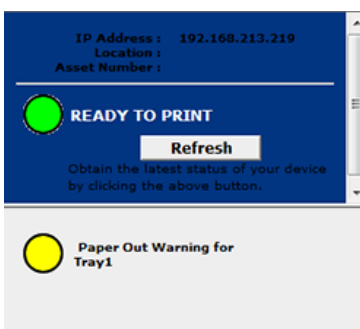 IP Address : 192.168.213.219
Location :
Asset Number :
READY TO PRINT
Refresh
Obtain the latest status of your device
by clicking the above button.
Paper Out Warning for
Tray1